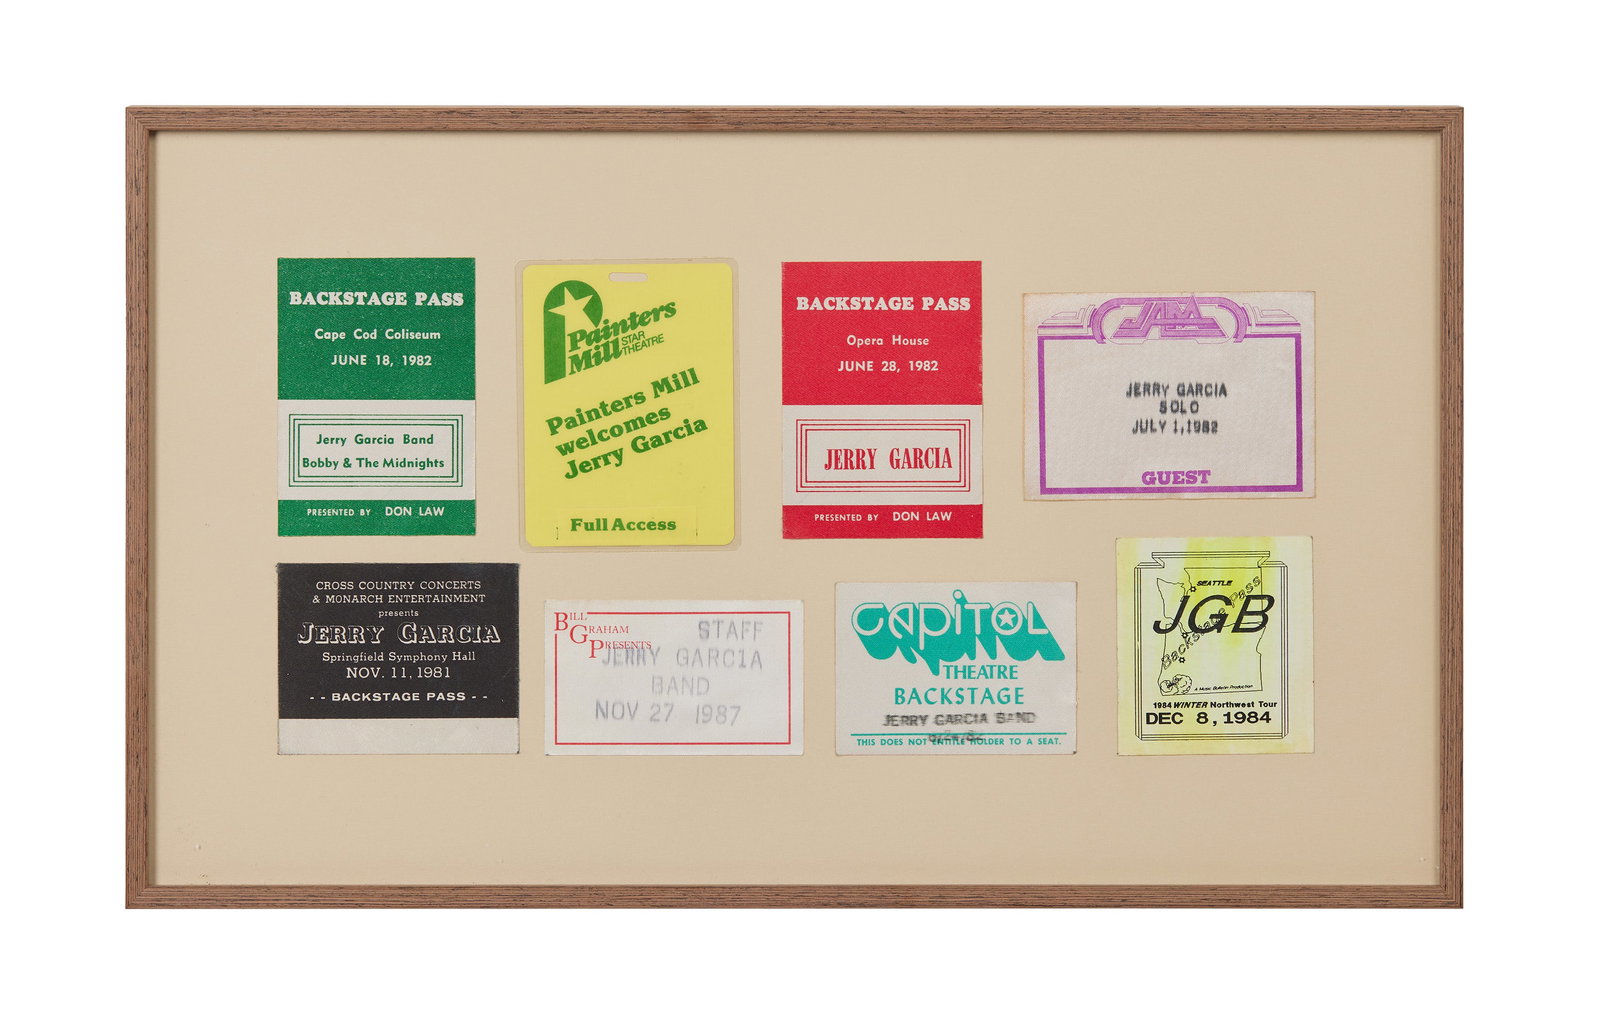 BACKSTAGE PASS
Cape Cod Coliseum
JUNE 18, 1982
Jerry Garcia Band
Bobby & The Midnights
PRESENTED BY DON LAW
Painters
Mill STAR
THEATRE
Painters Mill
welcomes
Jerry Garcia
Full Access
BACKSTAGE PASS
Opera House
JUNE 28, 1982
JERRY GARCIA
PRESENTED BY DON LAW
JAM
JERRY GARCIA
SOLO
JULY 1,1982
GUEST
CROSS COUNTRY CONCERTS
& MONARCH ENTERTAINMENT
presents
JERRY GARCIA
Springfield Symphony Hall
NOV. 11, 1981
- - BACKSTAGE PASS - -
BILL
GRAHAM
PRESENTS
STAFF
JERRY GARCIA
BAND
NOV 27 1987
CAPITOL
THEATRE
BACKSTAGE
JERRY GARCIA BAND
THIS DOES NOT ENTITLE HOLDER TO A SEAT.
SEATTLE
JGB
Backstage Pass
A Music Bulletin Production
1984 WINTER Northwest Tour
DEC 8, 1984